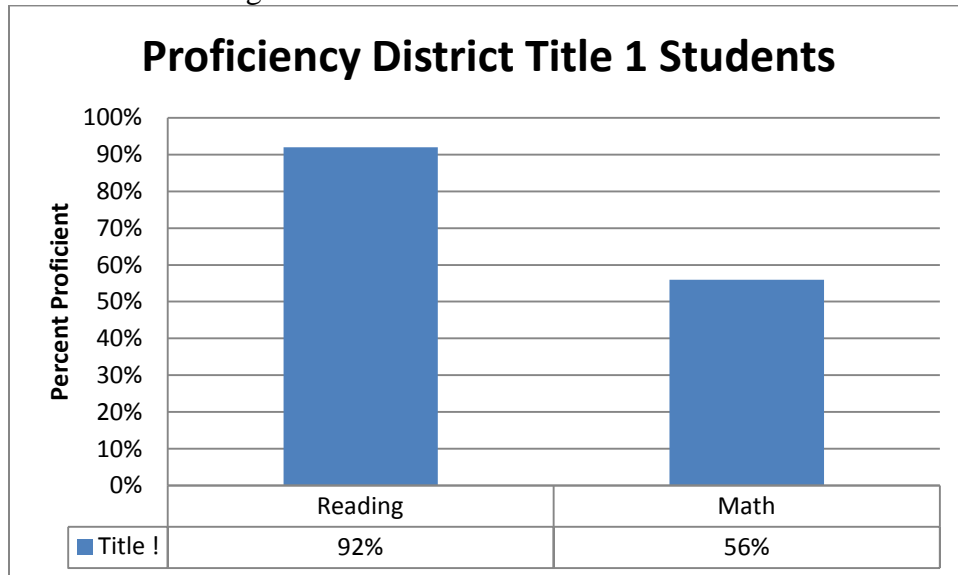 Proficiency District Title 1 Students
100%
90%
80%
70%
60%
50%
40%
30%
20%
10%
0%
Percent Proficient
Reading Math
Title ! 92% 56%